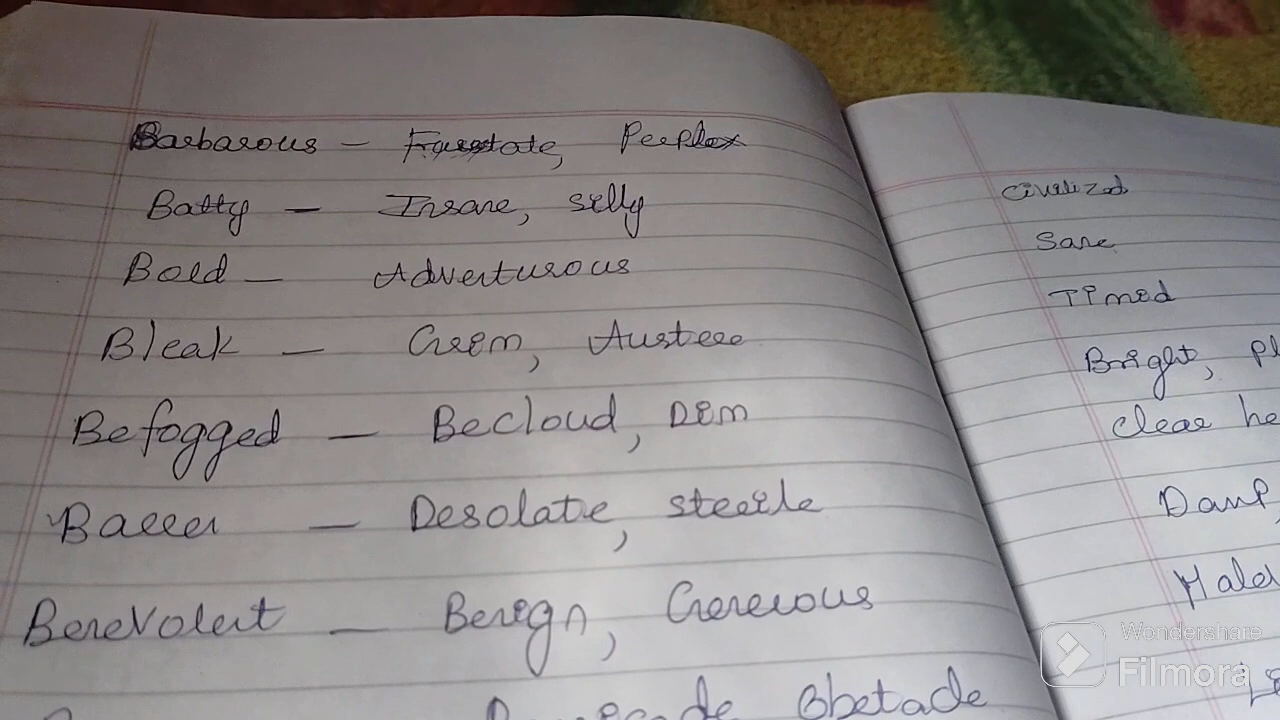 Barbarous – Frustate, Perplex
Batty – Insane, silly
Bold – Adventurous
Bleak – Grim, Austere
Befogged – Becloud, Dim
Barren – Desolate, sterile
Benevolent – Benign, Generous
Obstacle
Civilized
Sane
Timid
Bright,
clear
Damp,
Wondershare
Filmora